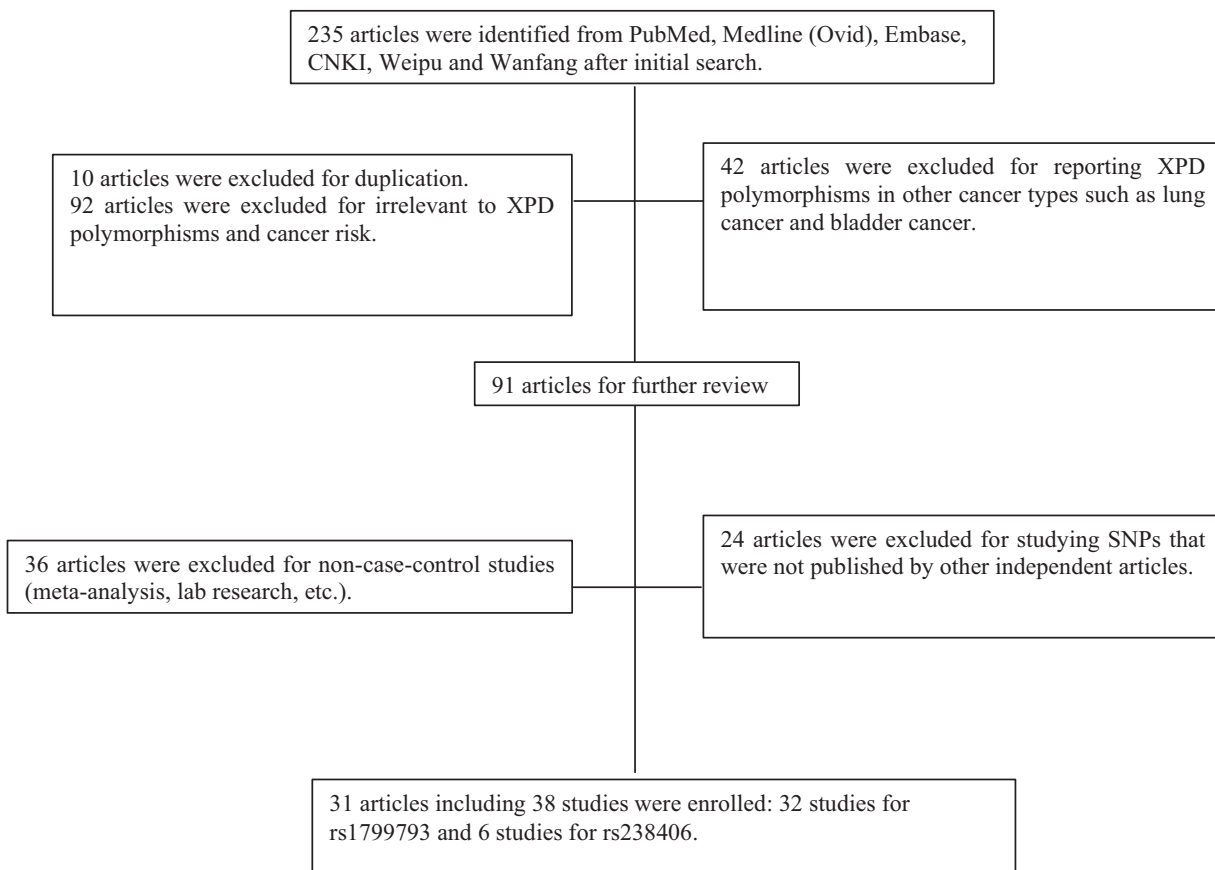 235 articles were identified from PubMed, Medline (Ovid), Embase,
CNKI, Weipu and Wanfang after initial search.
10 articles were excluded for duplication.
92 articles were excluded for irrelevant to XPD
polymorphisms and cancer risk.
42 articles were excluded for reporting XPD
polymorphisms in other cancer types such as lung
cancer and bladder cancer.
91 articles for further review
36 articles were excluded for non-case-control studies
(meta-analysis, lab research, etc.).
24 articles were excluded for studying SNPs that
were not published by other independent articles.
31 articles including 38 studies were enrolled: 32 studies for
rs1799793 and 6 studies for rs238406.